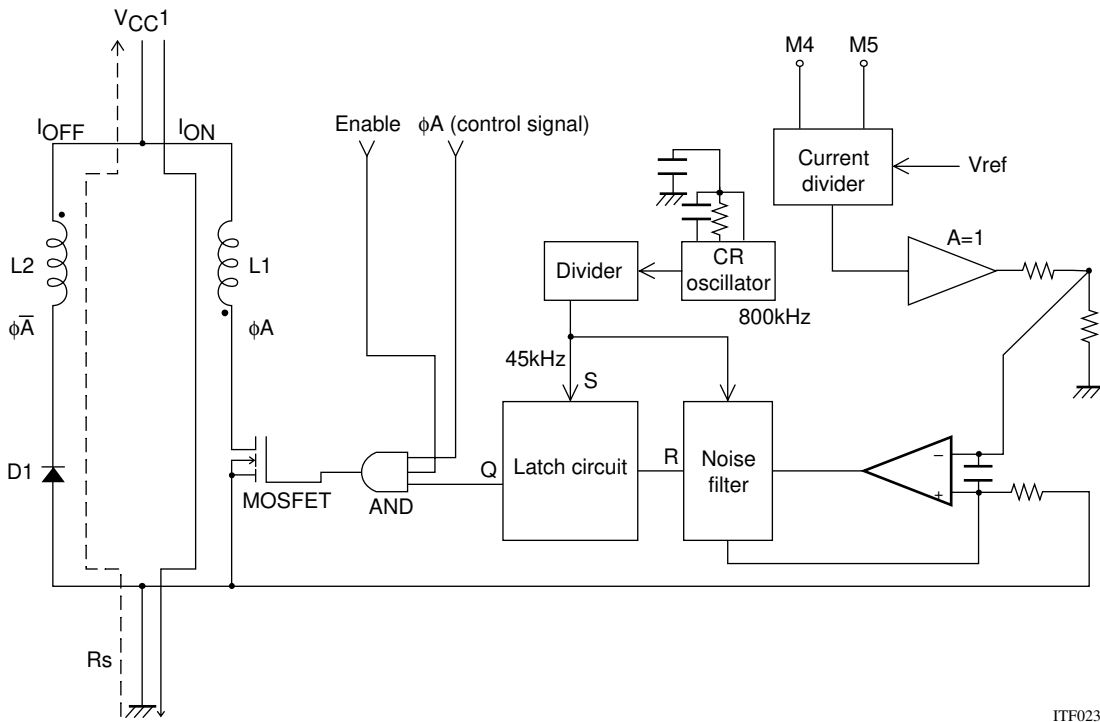 VCC1
M4
M5
IOFF
ION
Enable
ϕA (control signal)
Current
divider
Vref
A=1
L2
L1
Divider
CR
oscillator
800kHz
ϕA̅
ϕA
45kHz
S
D1
MOSFET
AND
Q
Latch circuit
R
Noise
filter
−
+
Rs
ITF023